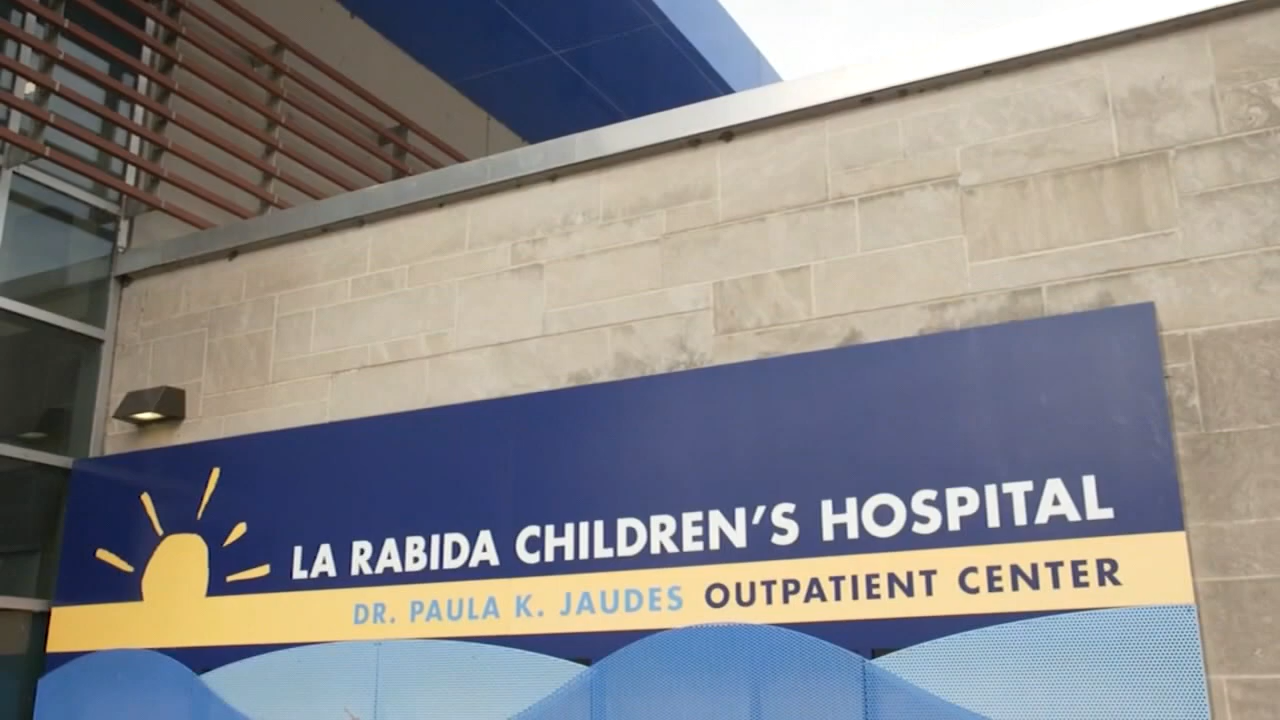 LA RABIDA CHILDREN'S HOSPITAL
DR. PAULA K. JAUDES OUTPATIENT CENTER